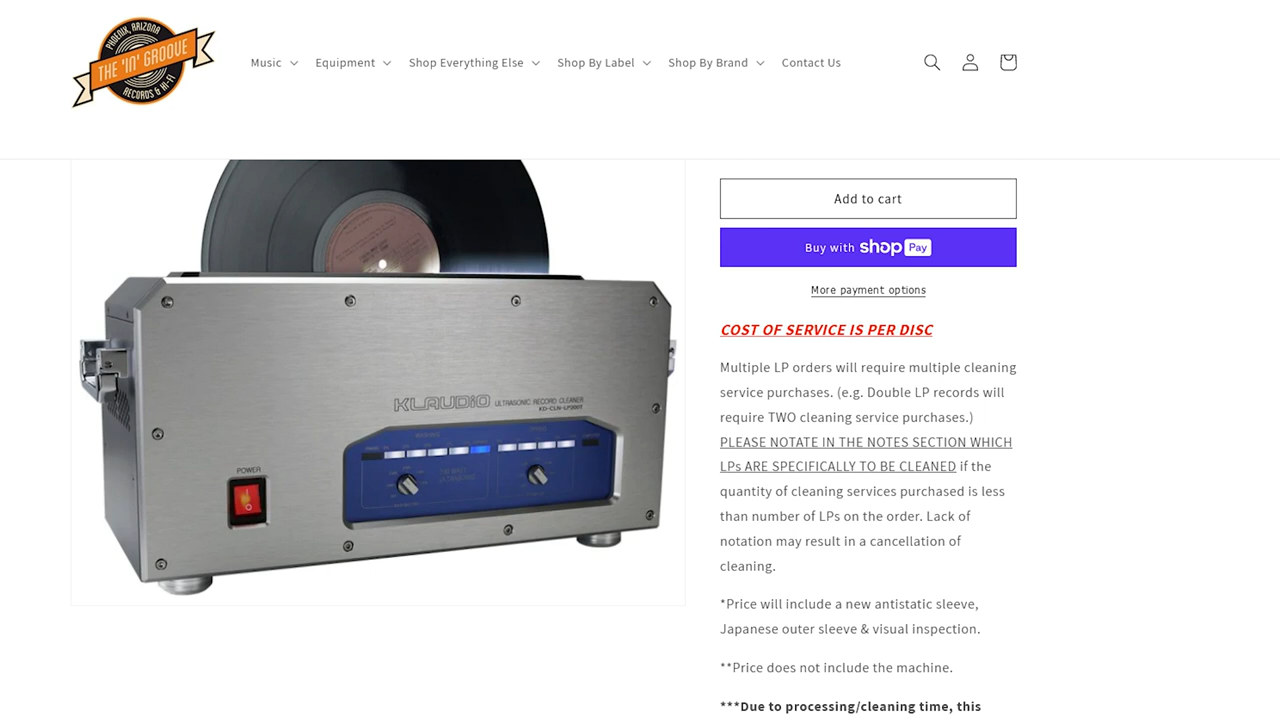 PHOENIX, ARIZONA
THE 'IN' GROOVE
RECORDS & HI-FI
Music
Equipment
Shop Everything Else
Shop By Label
Shop By Brand
Contact Us
KLAUDIO ULTRASONIC RECORD CLEANER
KD-CLN-LP200T
POWER
Add to cart
Buy with shop Pay
More payment options
COST OF SERVICE IS PER DISC
Multiple LP orders will require multiple cleaning
service purchases. (e.g. Double LP records will
require TWO cleaning service purchases.)
PLEASE NOTATE IN THE NOTES SECTION WHICH
LPs ARE SPECIFICALLY TO BE CLEANED if the
quantity of cleaning services purchased is less
than number of LPs on the order. Lack of
notation may result in a cancellation of
cleaning.
*Price will include a new antistatic sleeve,
Japanese outer sleeve & visual inspection.
**Price does not include the machine.
***Due to processing/cleaning time, this